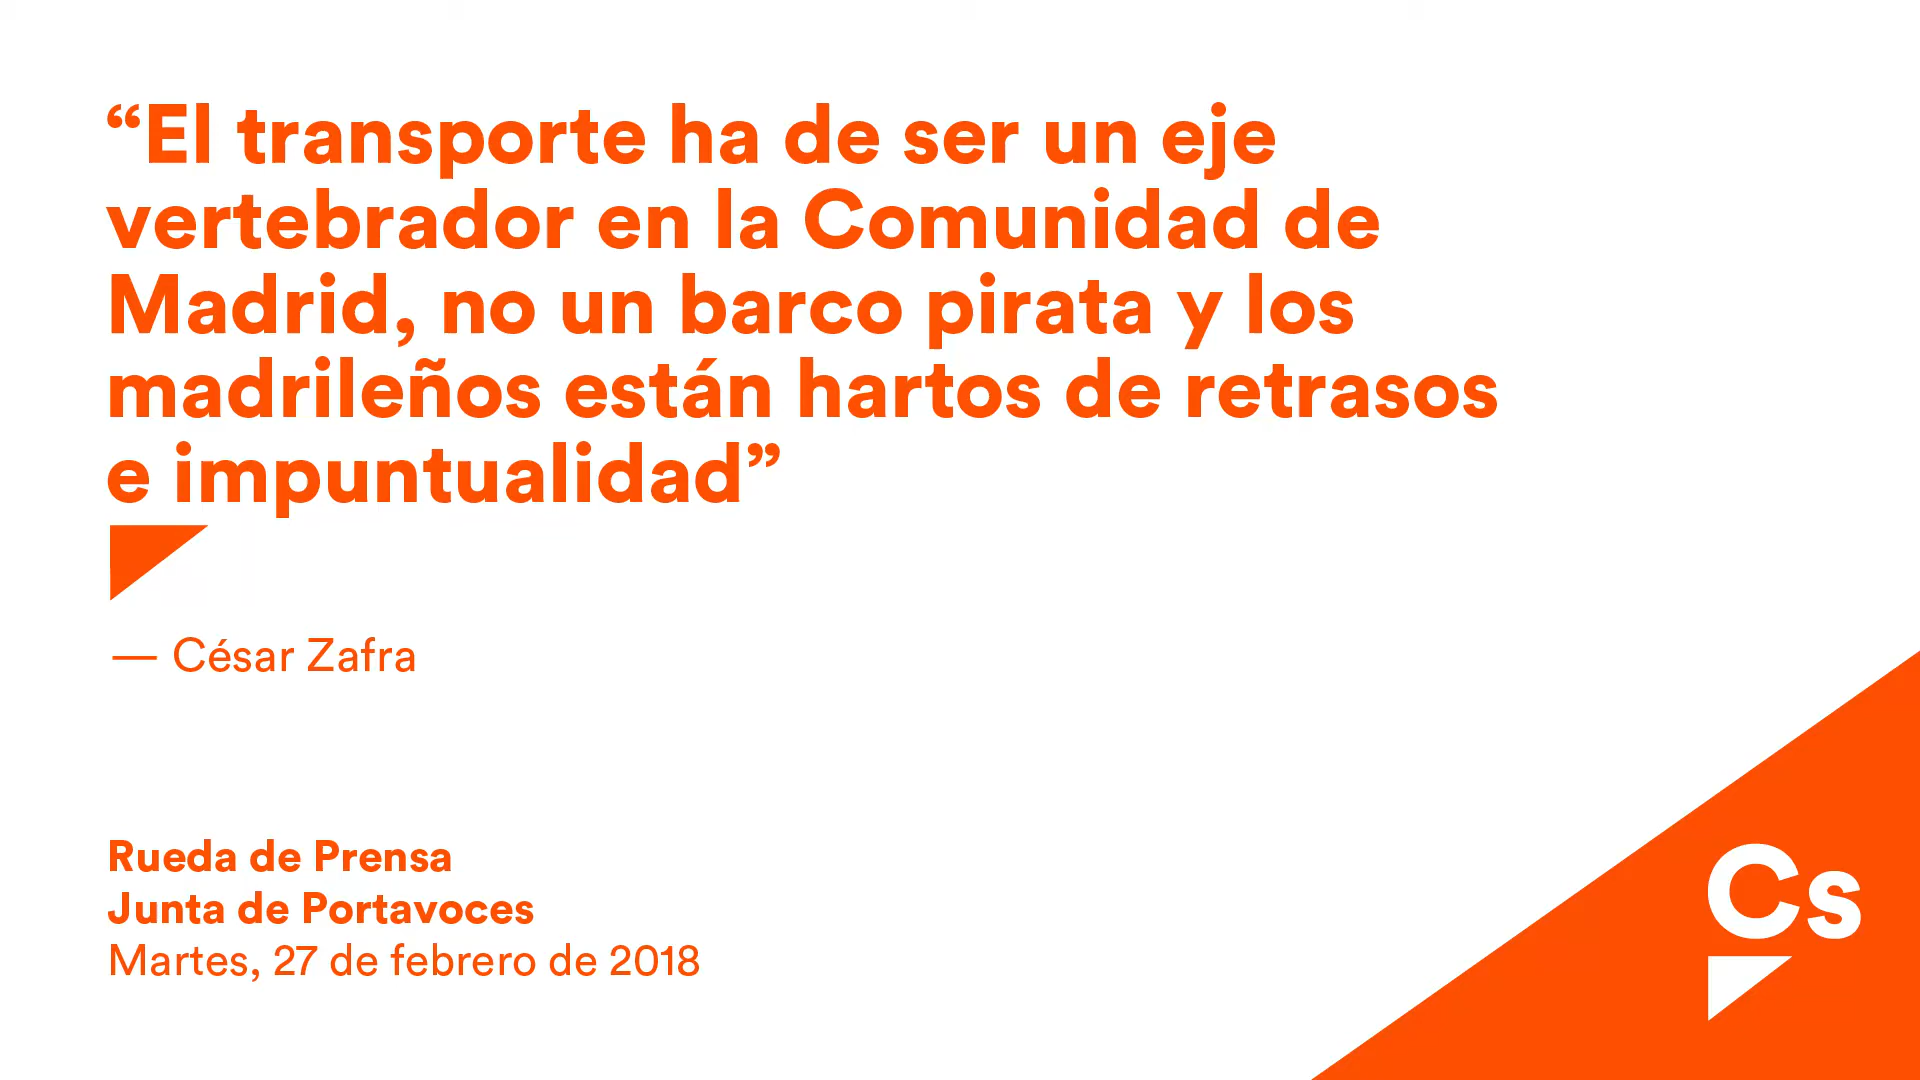 “El transporte ha de ser un eje
vertebrador en la Comunidad de
Madrid, no un barco pirata y los
madrileños están hartos de retrasos
e impuntualidad”
— César Zafra
Rueda de Prensa
Junta de Portavoces
Martes, 27 de febrero de 2018
Cs